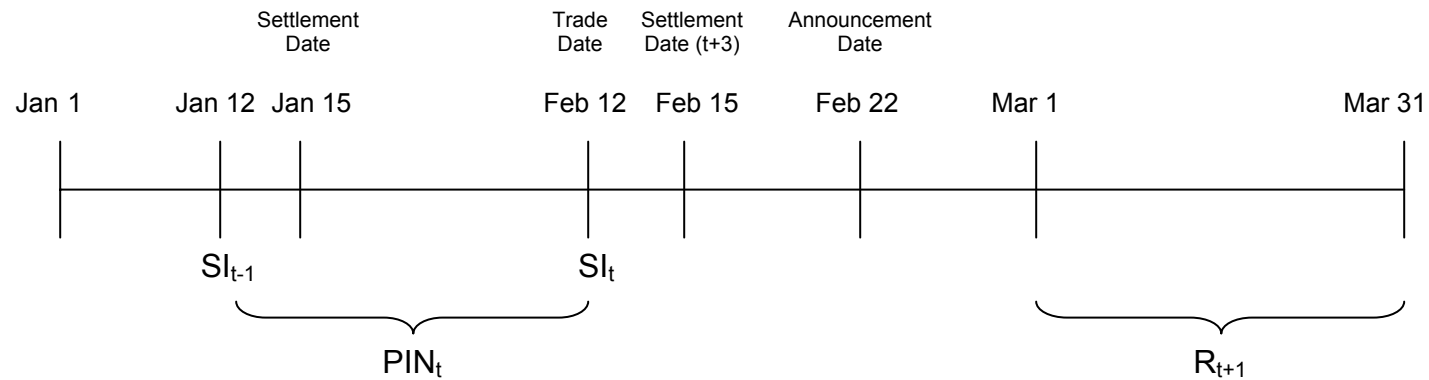 Settlement Date
Trade Date
Settlement Date (t+3)
Announcement Date
Jan 1
Jan 12
Jan 15
Feb 12
Feb 15
Feb 22
Mar 1
Mar 31
SIt-1
SIt
PINt
Rt+1